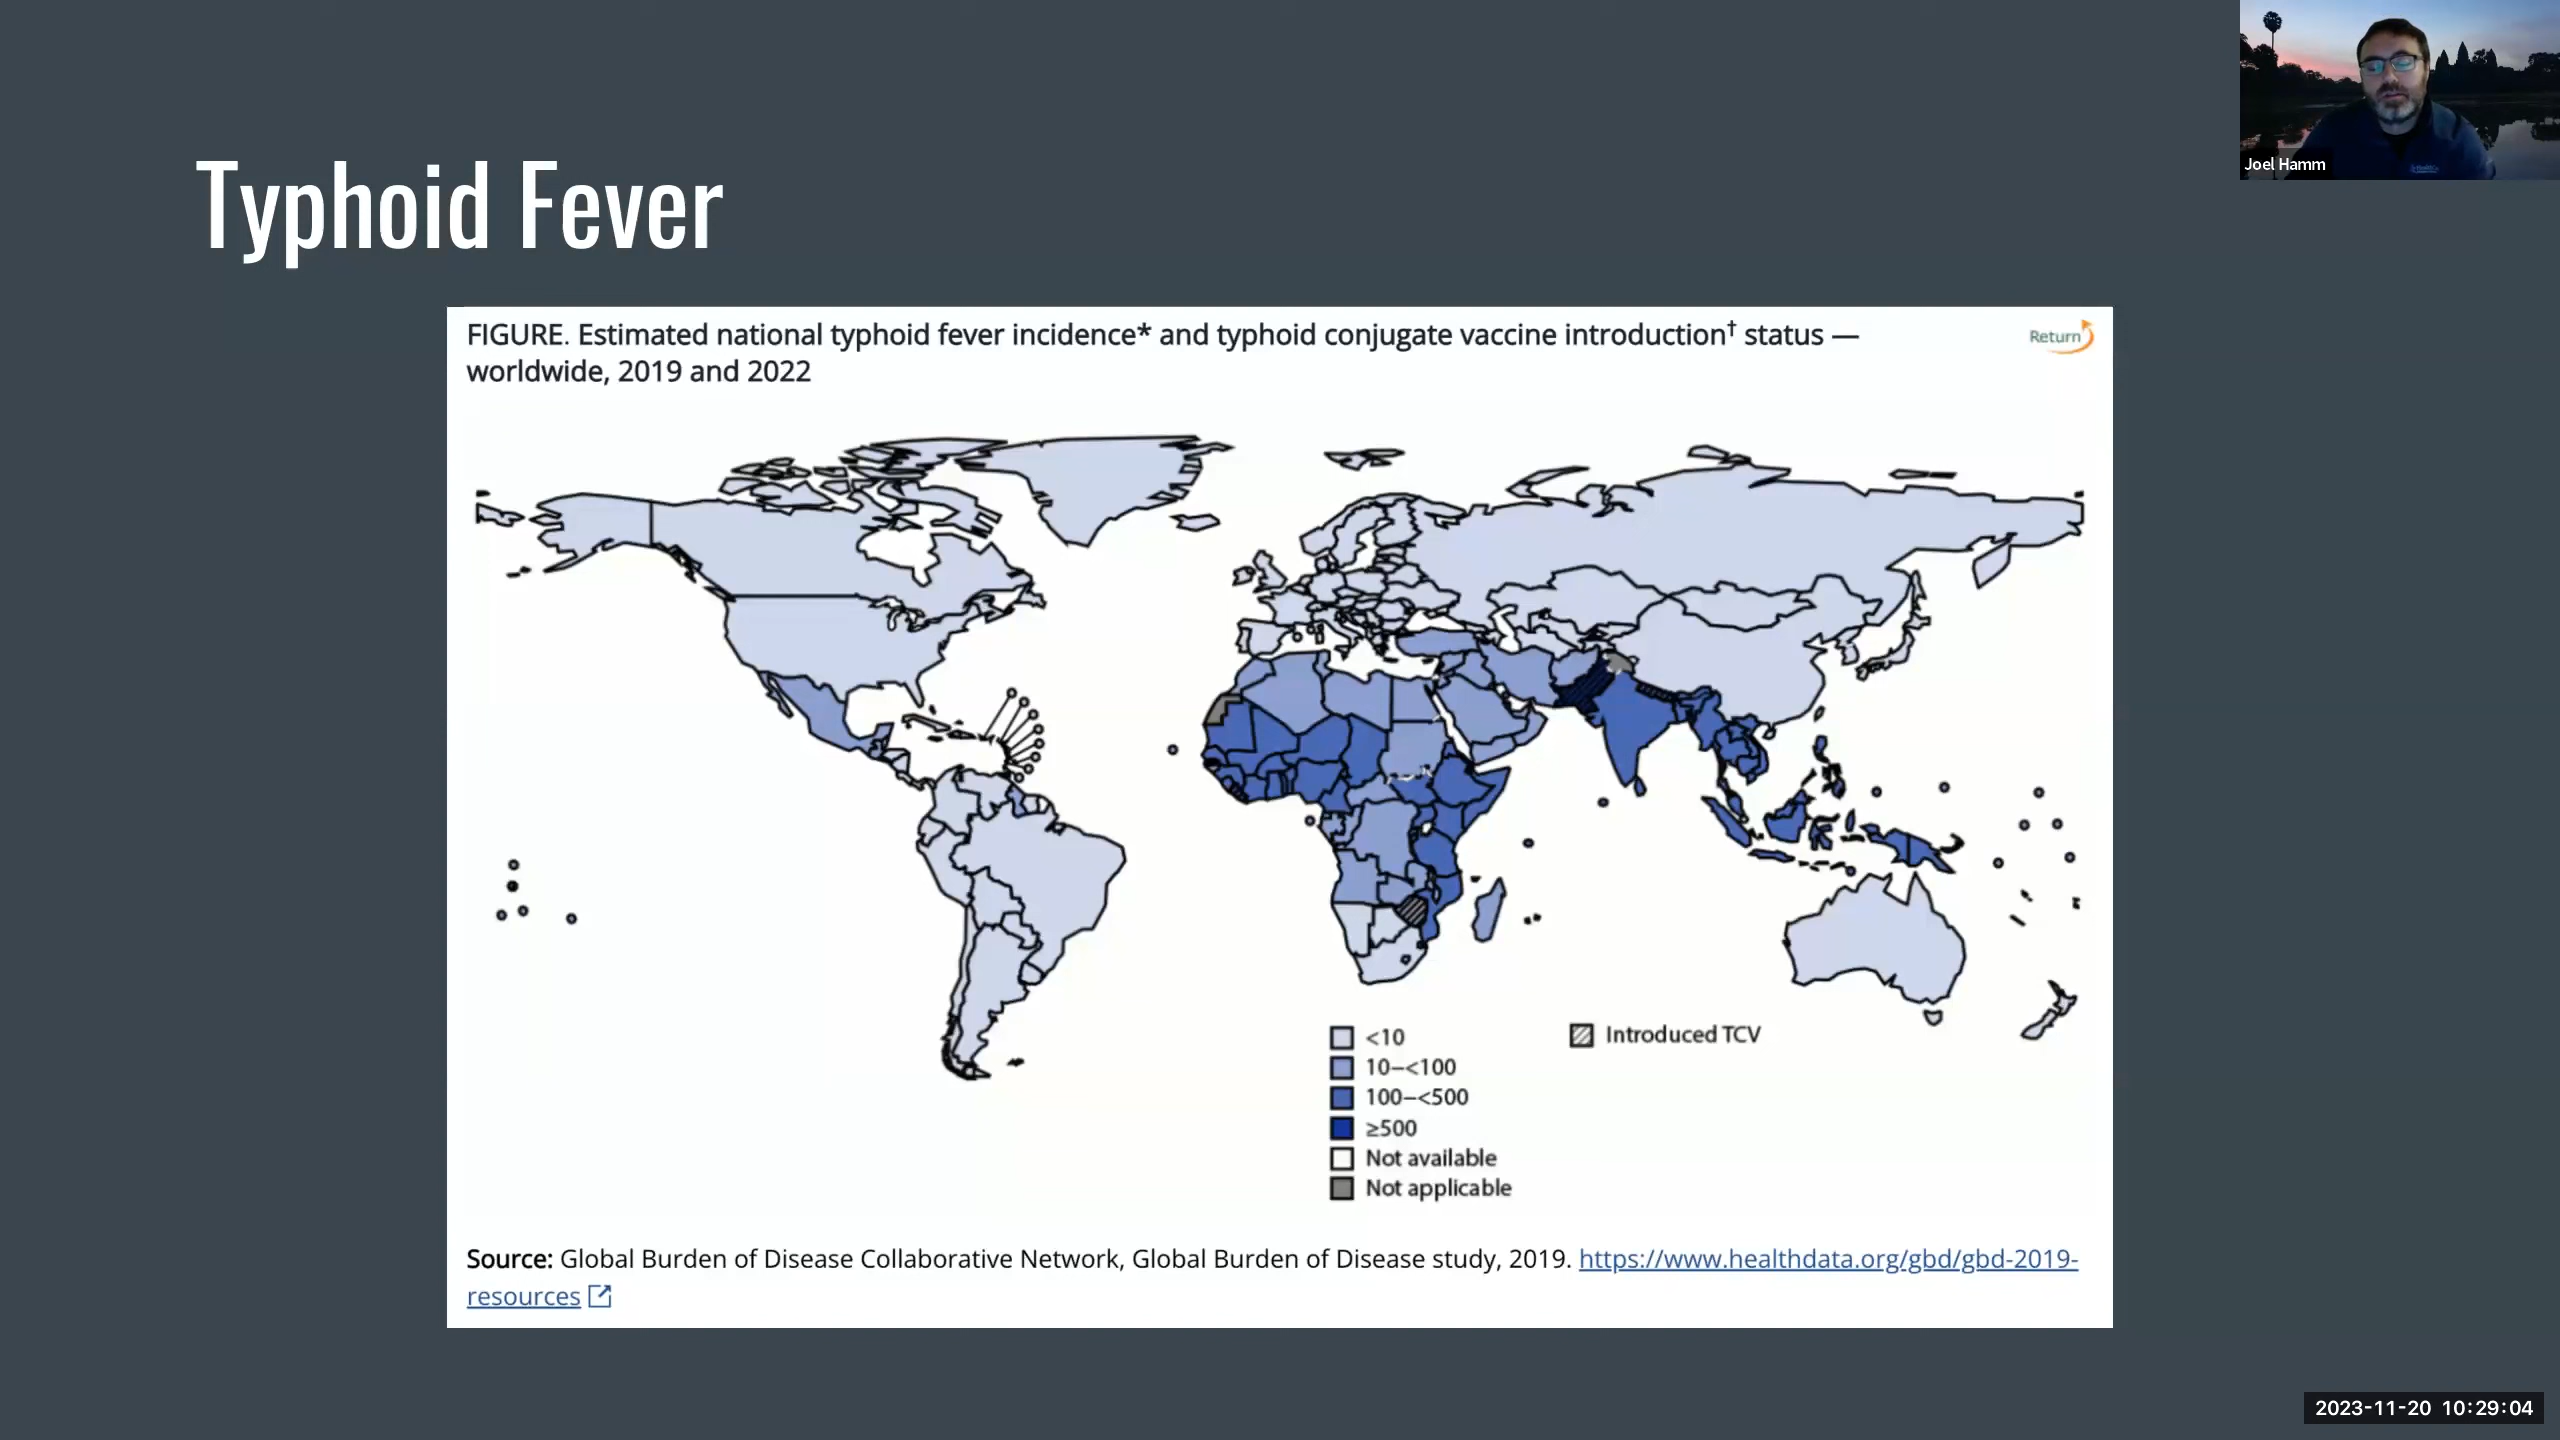 Joel Hamm
Typhoid Fever
FIGURE. Estimated national typhoid fever incidence* and typhoid conjugate vaccine introduction† status —
worldwide, 2019 and 2022
Return
<10
10–<100
100–<500
≥500
Not available
Not applicable
Introduced TCV
Source: Global Burden of Disease Collaborative Network, Global Burden of Disease study, 2019. https://www.healthdata.org/gbd/gbd-2019-
resources
2023-11-20 10:29:04